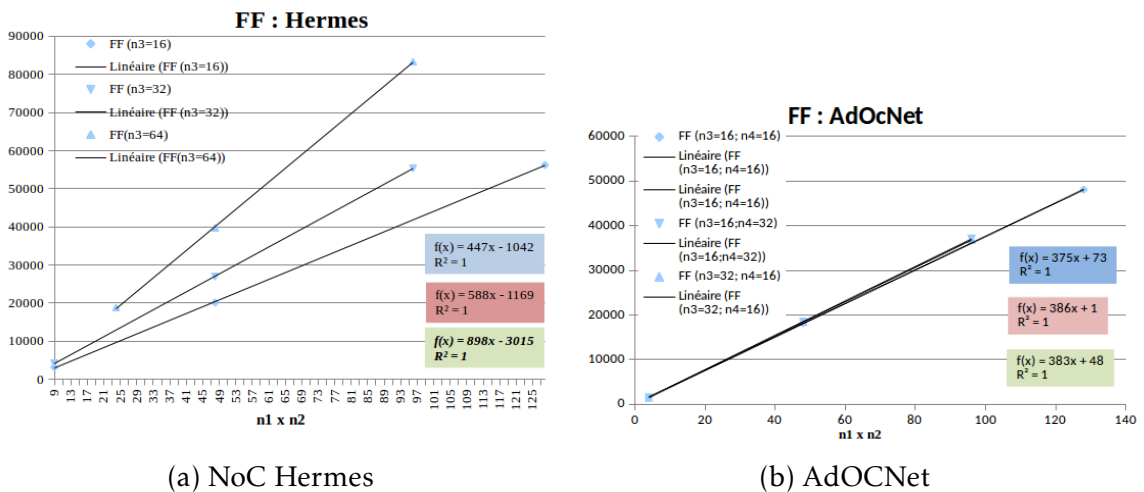 FF : Hermes
90000
80000
70000
60000
50000
40000
30000
20000
10000
0
FF (n3=16)
Linéaire (FF (n3=16))
FF (n3=32)
Linéaire (FF (n3=32))
FF(n3=64)
Linéaire (FF(n3=64))
f(x) = 447x - 1042
R² = 1
f(x) = 588x - 1169
R² = 1
f(x) = 898x - 3015
R² = 1
9 13 17 21 25 29 33 37 41 45 49 53 57 61 65 69 73 77 81 85 89 93 97 101 105 109 113 117 121 125
n1 x n2
(a) NoC Hermes
FF : AdOcNet
60000
50000
40000
30000
20000
10000
0
FF (n3=16; n4=16)
Linéaire (FF
(n3=16; n4=16))
Linéaire (FF
(n3=16; n4=16))
FF (n3=16;n4=32)
Linéaire (FF
(n3=16;n4=32))
FF (n3=32; n4=16)
Linéaire (FF
(n3=32; n4=16))
f(x) = 375x + 73
R² = 1
f(x) = 386x + 1
R² = 1
f(x) = 383x + 48
R² = 1
0 20 40 60 80 100 120 140
n1 x n2
(b) AdOCNet